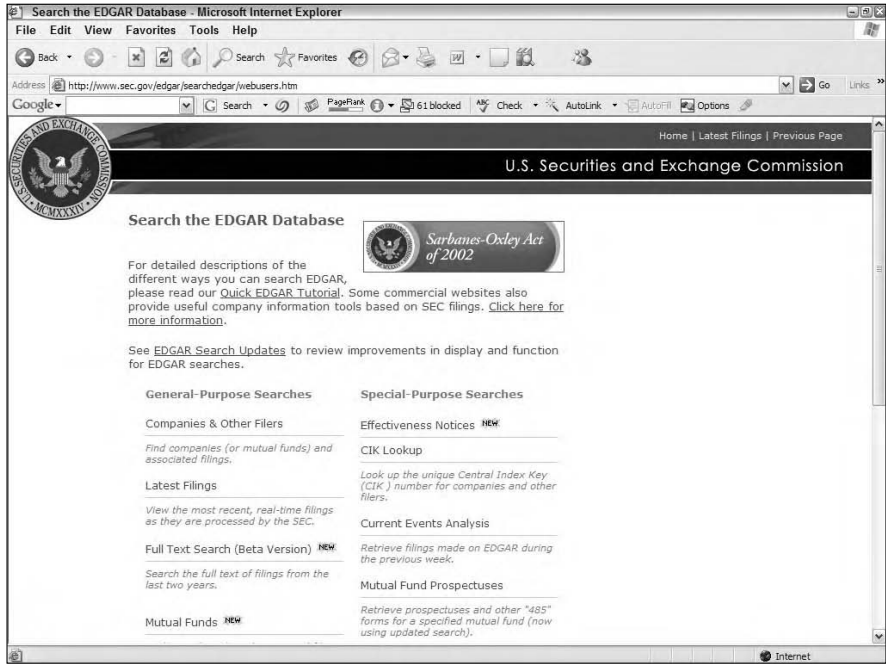 Search the EDGAR Database - Microsoft Internet Explorer
File Edit View Favorites Tools Help
Back Search Favorites
Address http://www.sec.gov/edgar/searchedgar/webusers.htm Go Links »
Google Search PageRank 61 blocked ABC Check AutoLink AutoFill Options
Home | Latest Filings | Previous Page
U.S. Securities and Exchange Commission
U.S. SECURITIES AND EXCHANGE COMMISSION
MCMXXXIV
Search the EDGAR Database
Sarbanes-Oxley Act
of 2002
For detailed descriptions of the
different ways you can search EDGAR,
please read our Quick EDGAR Tutorial. Some commercial websites also
provide useful company information tools based on SEC filings. Click here for
more information.
See EDGAR Search Updates to review improvements in display and function
for EDGAR searches.
General-Purpose Searches
Companies & Other Filers
Find companies (or mutual funds) and
associated filings.
Latest Filings
View the most recent, real-time filings
as they are processed by the SEC.
Full Text Search (Beta Version) NEW
Search the full text of filings from the
last two years.
Mutual Funds NEW
Special-Purpose Searches
Effectiveness Notices NEW
CIK Lookup
Look up the unique Central Index Key
(CIK ) number for companies and other
filers.
Current Events Analysis
Retrieve filings made on EDGAR during
the previous week.
Mutual Fund Prospectuses
Retrieve prospectuses and other "485"
forms for a specified mutual fund (now
using updated search).
Internet